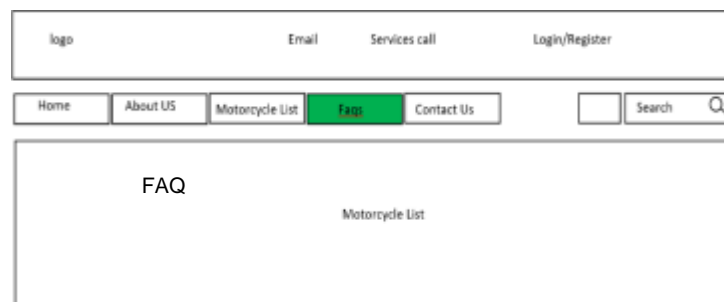 logo Email Services call Login/Register
Home About US Motorcycle List Faqs Contact Us Search
FAQ
Motorcycle List